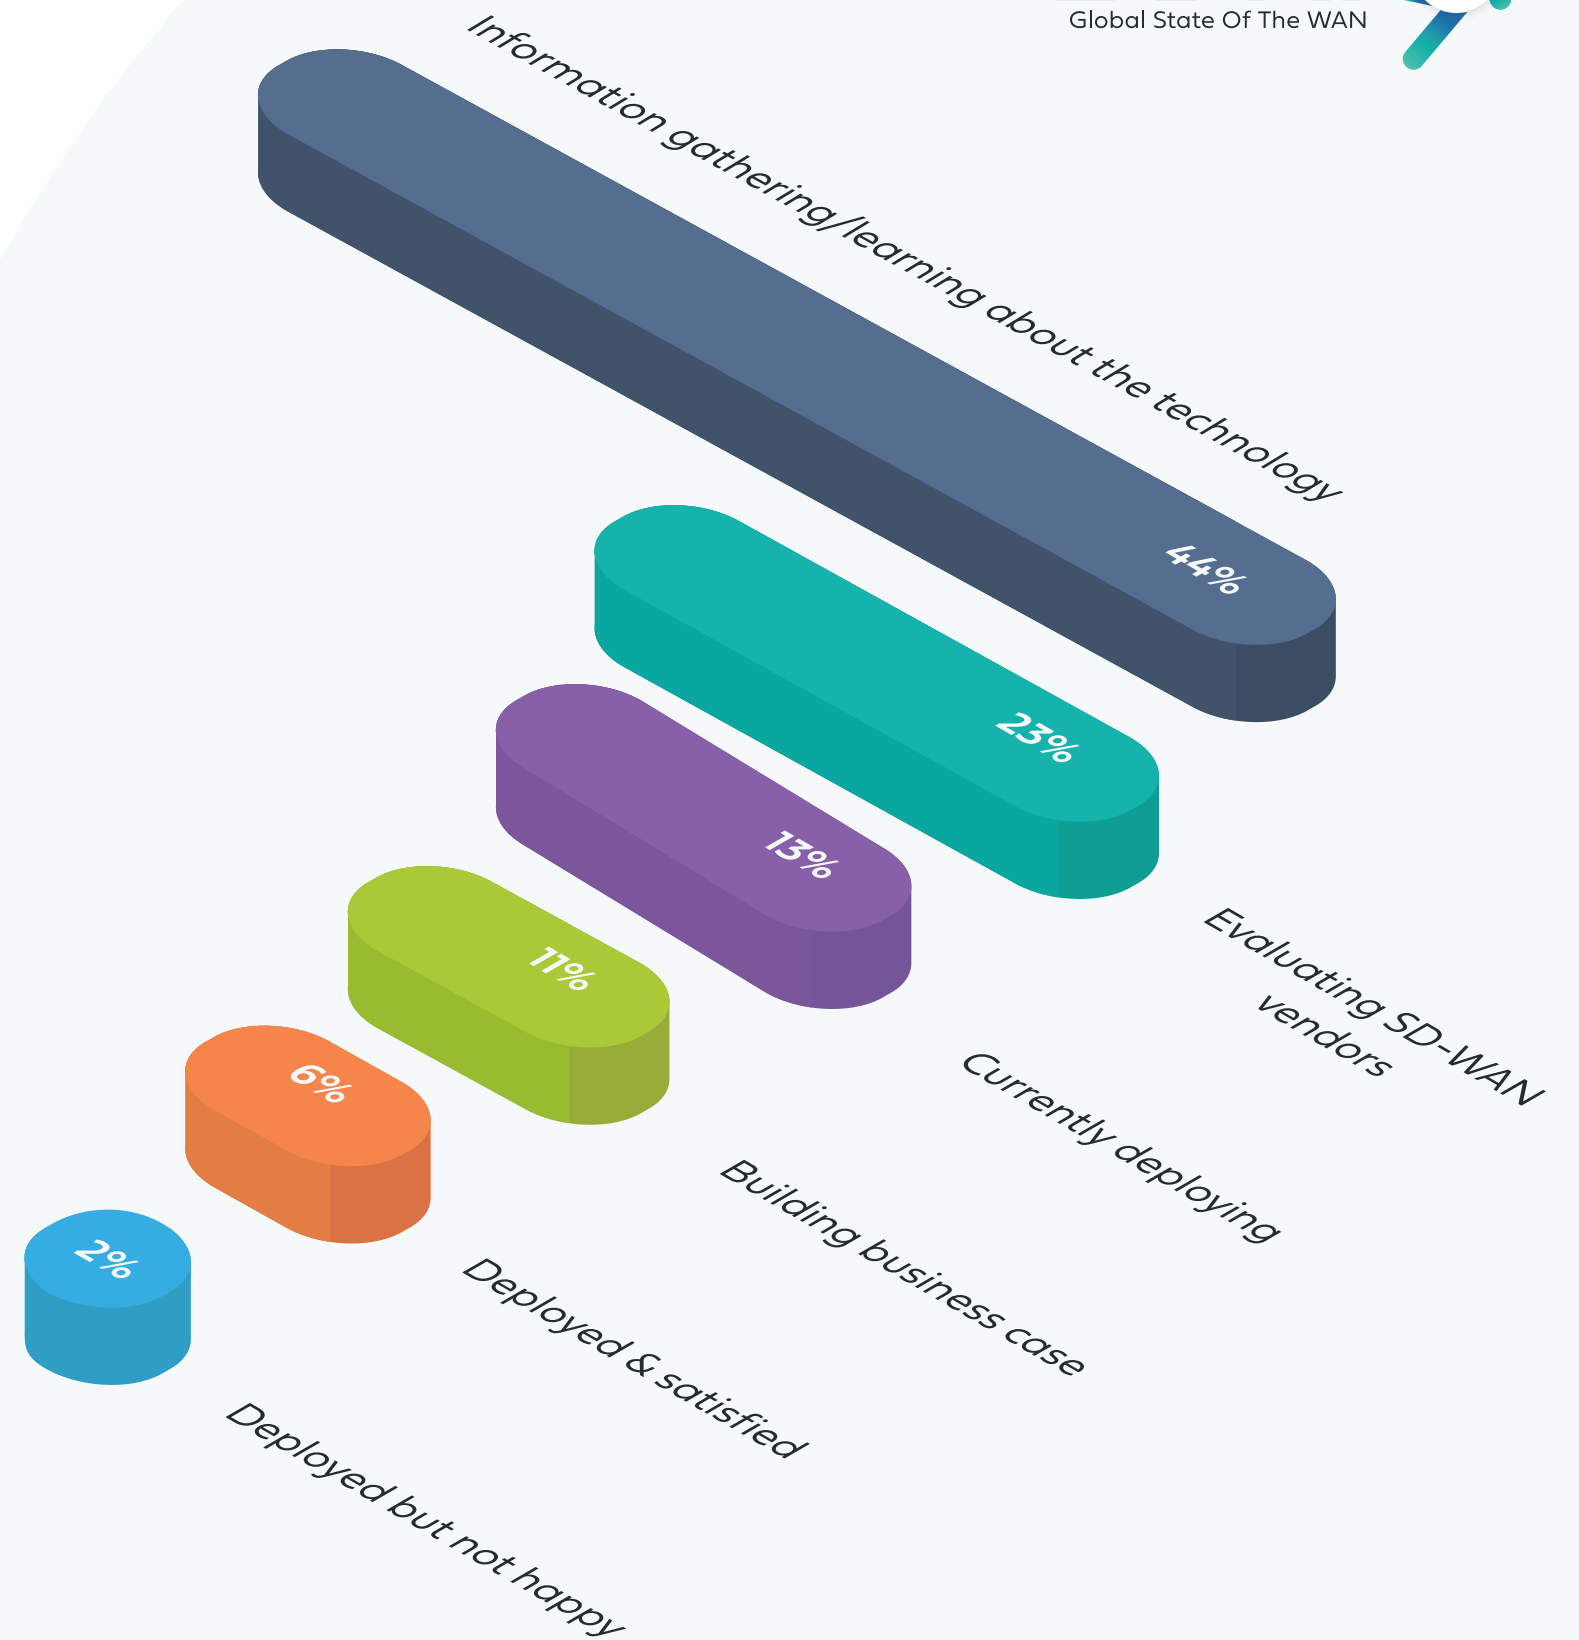 Global State Of The WAN
Information gathering/learning about the technology
44%
23%
Evaluating SD-WAN
vendors
13%
Currently deploying
11%
Building business case
6%
Deployed & satisfied
2%
Deployed but not happy